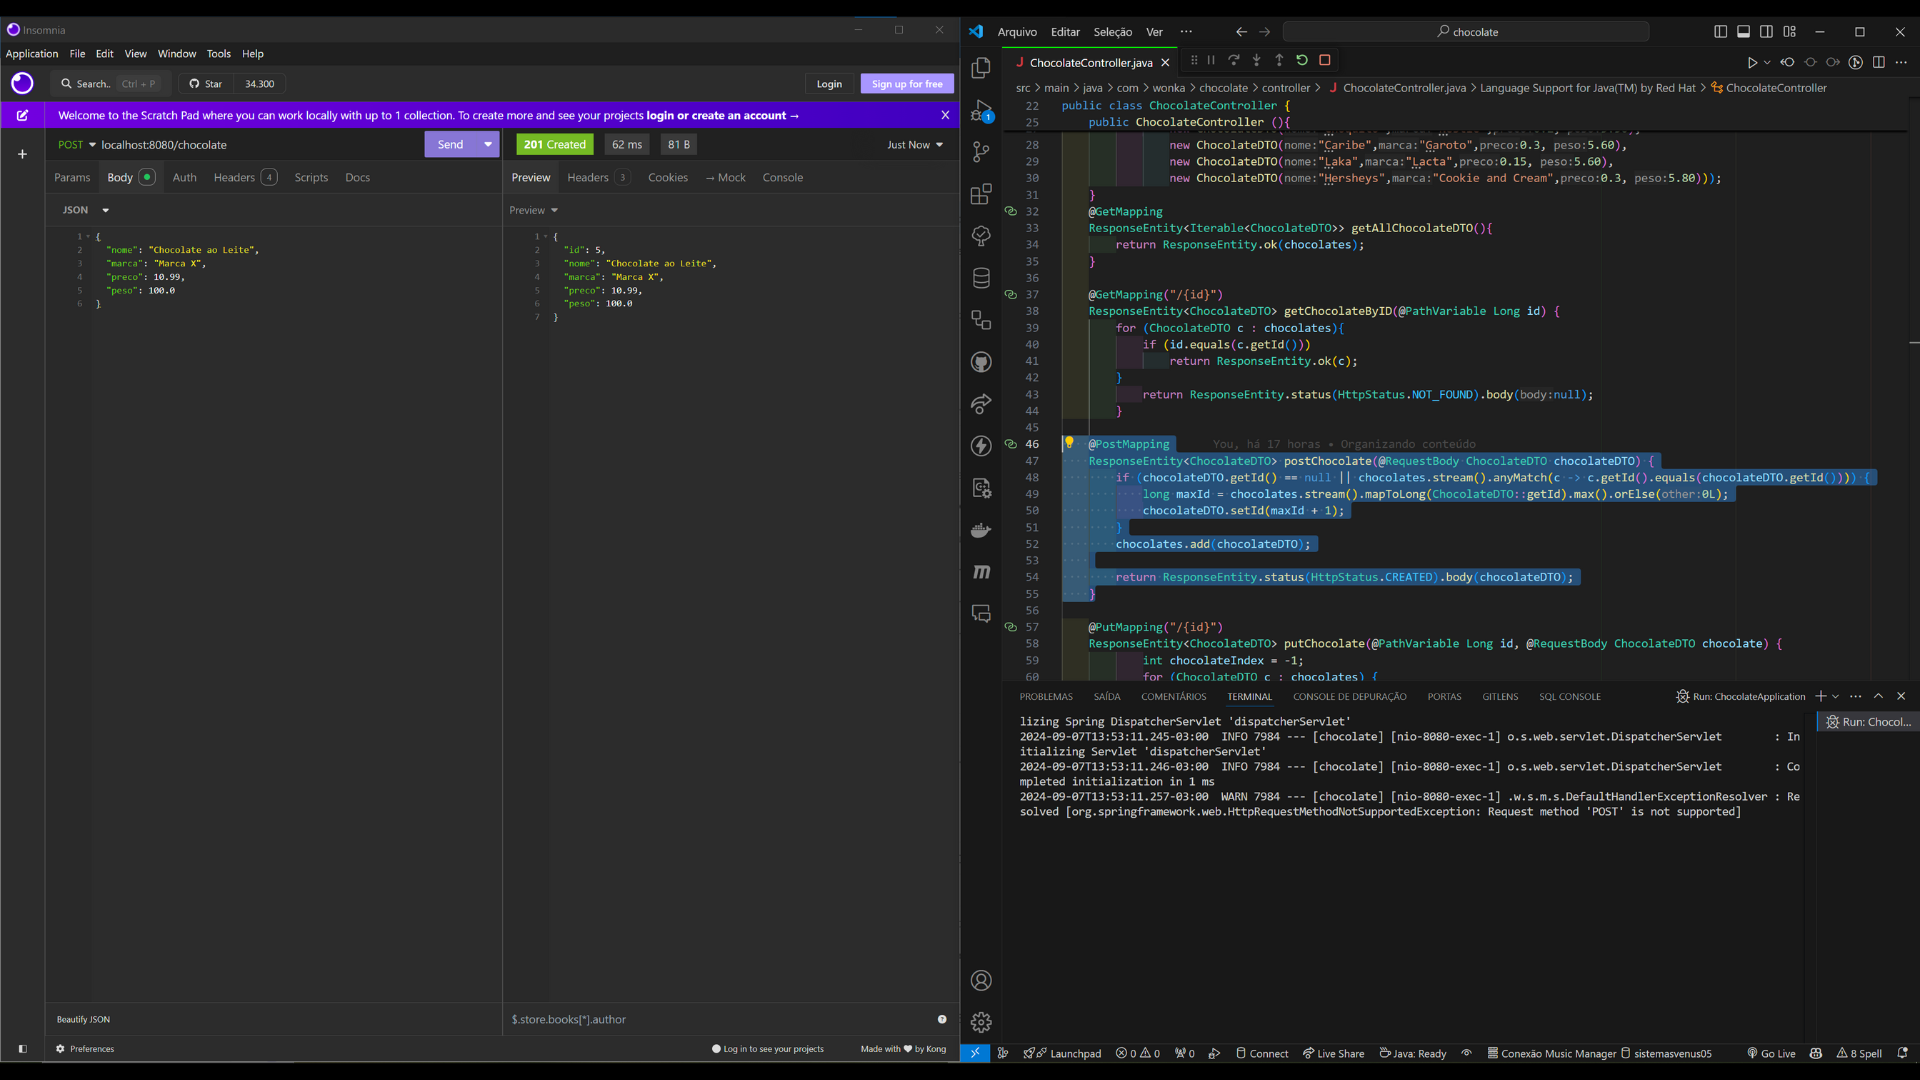 Insomnia
Application File Edit View Window Tools Help
Search.. Ctrl + P Star 34.300 Login Sign up for free
Welcome to the Scratch Pad where you can work locally with up to 1 collection. To create more and see your projects login or create an account →
POST localhost:8080/chocolate Send 201 Created 62 ms 81 B Just Now
Params Body Auth Headers 4 Scripts Docs Preview Headers 3 Cookies → Mock Console
JSON
Preview
1 {
2 "nome": "Chocolate ao Leite",
3 "marca": "Marca X",
4 "preco": 10.99,
5 "peso": 100.0
6 }
1 {
2 "id": 5,
3 "nome": "Chocolate ao Leite",
4 "marca": "Marca X",
5 "preco": 10.99,
6 "peso": 100.0
7 }
Beautify JSON
$.store.books[*].author
Preferences
Log in to see your projects
Made with ♥ by Kong
Arquivo Editar Seleção Ver ··· chocolate
J ChocolateController.java
src > main > java > com > wonka > chocolate > controller > J ChocolateController.java > Language Support for Java(TM) by Red Hat > ChocolateController
22 public class ChocolateController {
25 public ChocolateController (){
28 new ChocolateDTO(nome:"Caribe",marca:"Garoto",preco:0.3, peso:5.60),
29 new ChocolateDTO(nome:"Laka",marca:"Lacta",preco:0.15, peso:5.60),
30 new ChocolateDTO(nome:"Hersheys",marca:"Cookie and Cream",preco:0.3, peso:5.80)));
31 }
32 @GetMapping
33 ResponseEntity<Iterable<ChocolateDTO>> getAllChocolateDTO(){
34 return ResponseEntity.ok(chocolates);
35 }
36
37 @GetMapping("/{id}")
38 ResponseEntity<ChocolateDTO> getChocolateByID(@PathVariable Long id) {
39 for (ChocolateDTO c : chocolates){
40 if (id.equals(c.getId()))
41 return ResponseEntity.ok(c);
42 }
43 return ResponseEntity.status(HttpStatus.NOT_FOUND).body(body:null);
44 }
45
46 @PostMapping You, há 17 horas • Organizando conteúdo
47 ResponseEntity<ChocolateDTO> postChocolate(@RequestBody ChocolateDTO chocolateDTO) {
48 if (chocolateDTO.getId() == null || chocolates.stream().anyMatch(c -> c.getId().equals(chocolateDTO.getId()))) {
49 long maxId = chocolates.stream().mapToLong(ChocolateDTO::getId).max().orElse(other:0L);
50 chocolateDTO.setId(maxId + 1);
51 }
52 chocolates.add(chocolateDTO);
53
54 return ResponseEntity.status(HttpStatus.CREATED).body(chocolateDTO);
55 }
56
57 @PutMapping("/{id}")
58 ResponseEntity<ChocolateDTO> putChocolate(@PathVariable Long id, @RequestBody ChocolateDTO chocolate) {
59 int chocolateIndex = -1;
60 for (ChocolateDTO c : chocolates) {
PROBLEMAS SAÍDA COMENTÁRIOS TERMINAL CONSOLE DE DEPURAÇÃO PORTAS GITLENS SQL CONSOLE Run: ChocolateApplication
Run: Chocol...
lizing Spring DispatcherServlet 'dispatcherServlet'
2024-09-07T13:53:11.245-03:00 INFO 7984 --- [chocolate] [nio-8080-exec-1] o.s.web.servlet.DispatcherServlet : In
itializing Servlet 'dispatcherServlet'
2024-09-07T13:53:11.246-03:00 INFO 7984 --- [chocolate] [nio-8080-exec-1] o.s.web.servlet.DispatcherServlet : Co
mpleted initialization in 1 ms
2024-09-07T13:53:11.257-03:00 WARN 7984 --- [chocolate] [nio-8080-exec-1] .w.s.m.s.DefaultHandlerExceptionResolver : Re
solved [org.springframework.web.HttpRequestMethodNotSupportedException: Request method 'POST' is not supported]
Launchpad 0 0 0 Connect Live Share Java: Ready Conexão Music Manager sistemasvenus05 Go Live 8 Spell